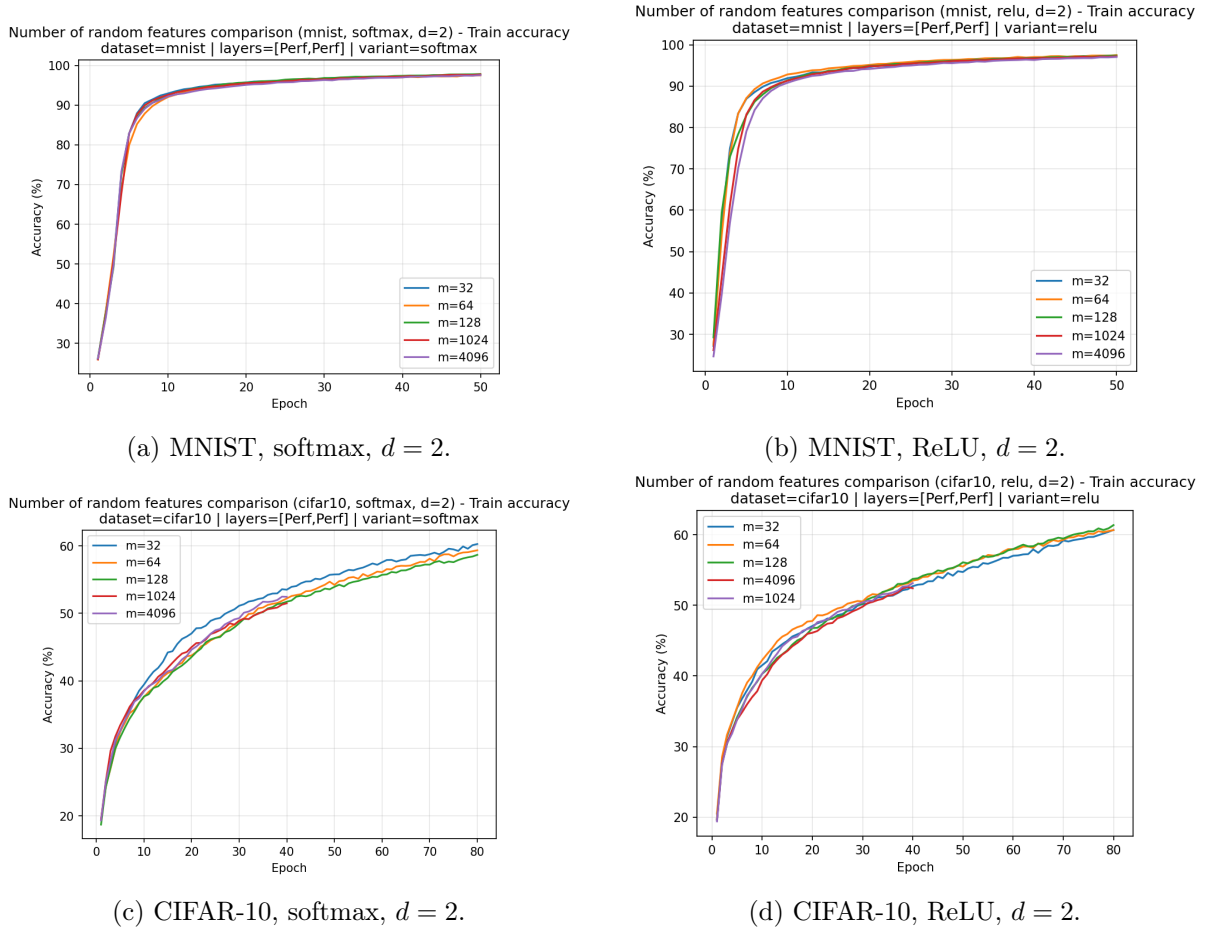 Number of random features comparison (mnist, softmax, d=2) - Train accuracy
dataset=mnist | layers=[Perf,Perf] | variant=softmax
100
90
80
70
60
50
40
30
Accuracy (%)
0 10 20 30 40 50
Epoch
m=32
m=64
m=128
m=1024
m=4096
(a) MNIST, softmax, d = 2.
Number of random features comparison (mnist, relu, d=2) - Train accuracy
dataset=mnist | layers=[Perf,Perf] | variant=relu
100
90
80
70
60
50
40
30
Accuracy (%)
0 10 20 30 40 50
Epoch
m=32
m=64
m=128
m=1024
m=4096
(b) MNIST, ReLU, d = 2.
Number of random features comparison (cifar10, softmax, d=2) - Train accuracy
dataset=cifar10 | layers=[Perf,Perf] | variant=softmax
60
50
40
30
20
Accuracy (%)
0 10 20 30 40 50 60 70 80
Epoch
m=32
m=64
m=128
m=1024
m=4096
(c) CIFAR-10, softmax, d = 2.
Number of random features comparison (cifar10, relu, d=2) - Train accuracy
dataset=cifar10 | layers=[Perf,Perf] | variant=relu
60
50
40
30
20
Accuracy (%)
0 10 20 30 40 50 60 70 80
Epoch
m=32
m=64
m=128
m=4096
m=1024
(d) CIFAR-10, ReLU, d = 2.